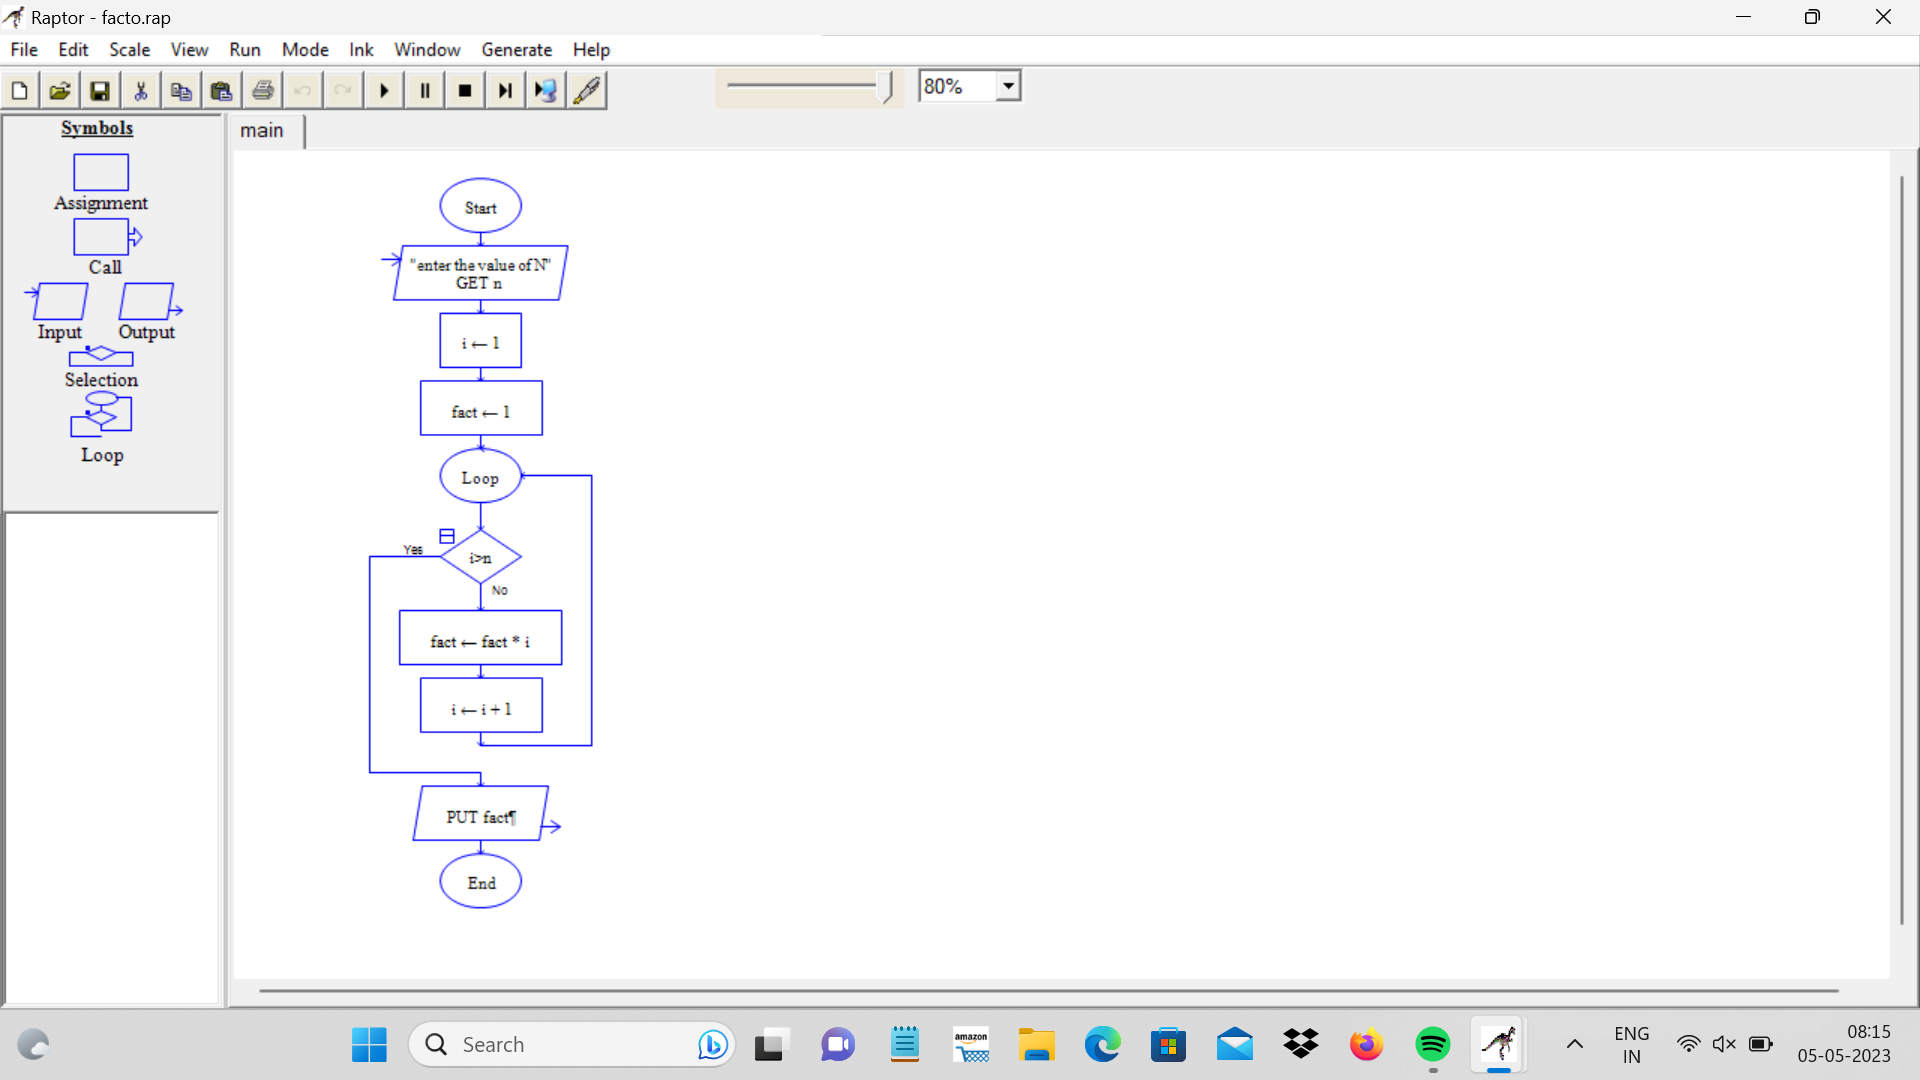 Raptor - facto.rap
File Edit Scale View Run Mode Ink Window Generate Help
80%
Symbols
Assignment
Call
Input Output
Selection
Loop
main
Start
"enter the value of N"
GET n
i ← 1
fact ← 1
Loop
Yes
i>n
No
fact ← fact * i
i ← i + 1
PUT fact¶
End
Search
amazon
ENG
IN
08:15
05-05-2023